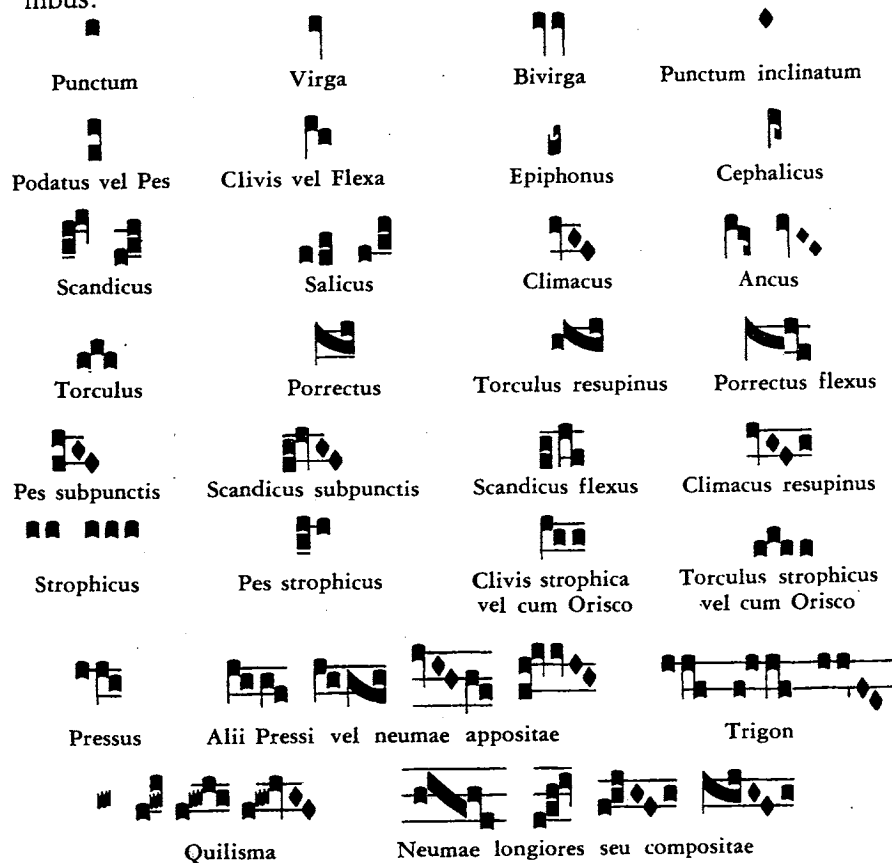 nibus:
Punctum Virga Bivirga Punctum inclinatum
Podatus vel Pes Clivis vel Flexa Epiphonus Cephalicus
Scandicus Salicus Climacus Ancus
Torculus Porrectus Torculus resupinus Porrectus flexus
Pes subpunctis Scandicus subpunctis Scandicus flexus Climacus resupinus
Strophicus Pes strophicus Clivis strophica Torculus strophicus
vel cum Orisco vel cum Orisco
Pressus Alii Pressi vel neumae appositae Trigon
Quilisma Neumae longiores seu compositae